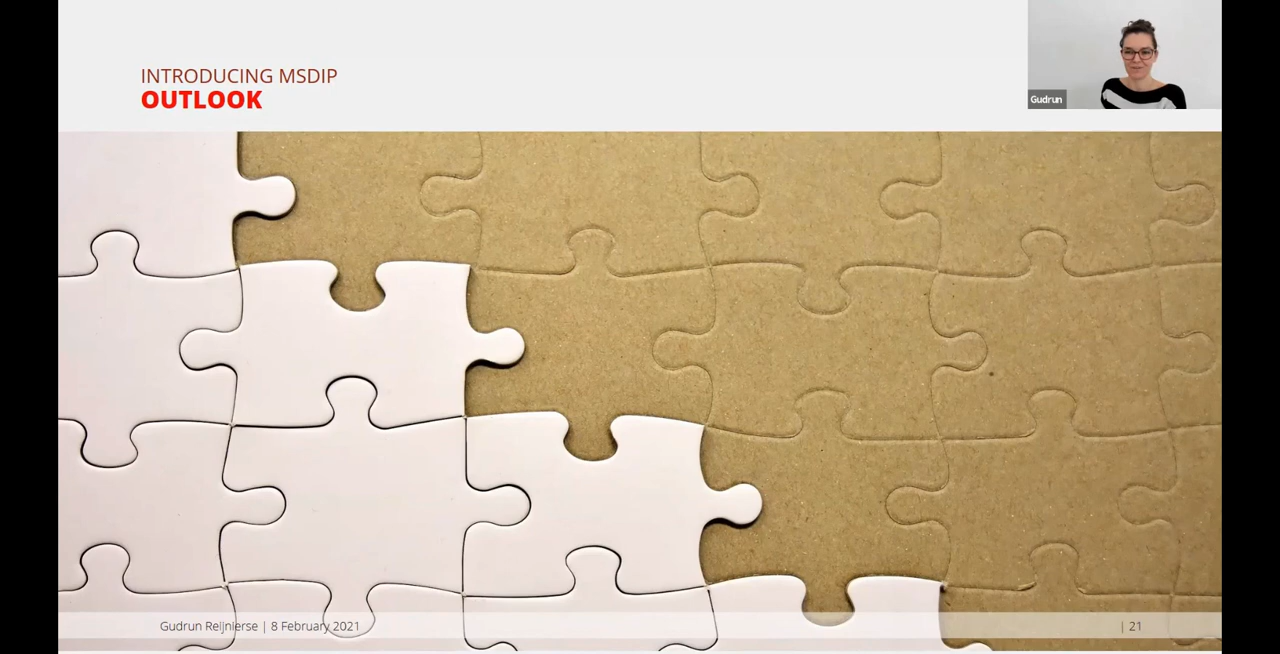 INTRODUCING MSDIP
OUTLOOK
Gudrun
Gudrun Reijnierse | 8 February 2021
| 21